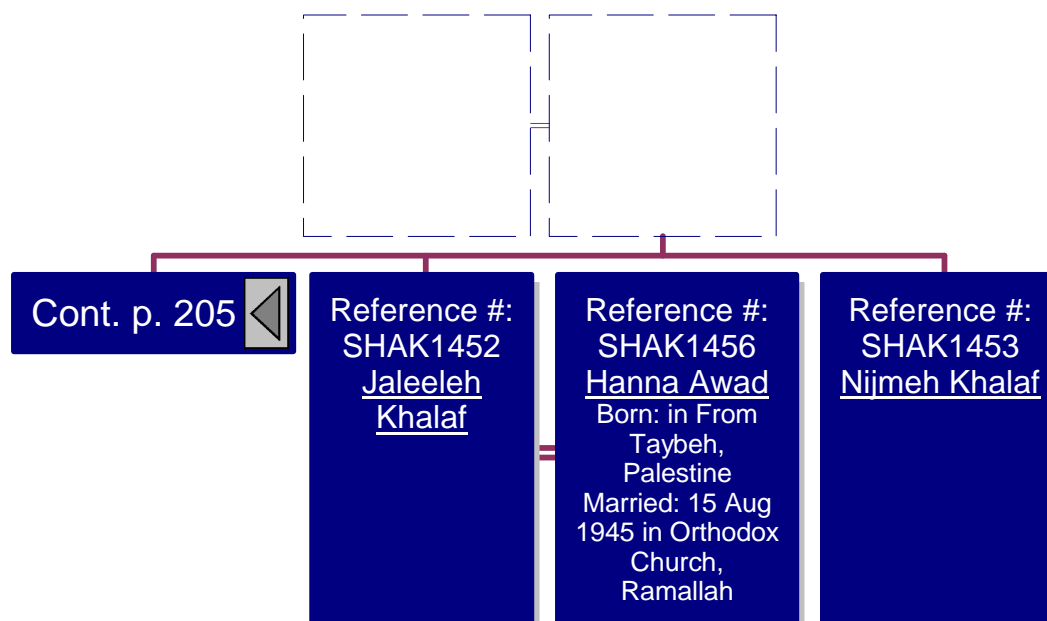 Cont. p. 205
Reference #:
SHAK1452
Jaleeleh
Khalaf
Reference #:
SHAK1456
Hanna Awad
Born: in From
Taybeh,
Palestine
Married: 15 Aug
1945 in Orthodox
Church,
Ramallah
Reference #:
SHAK1453
Nijmeh Khalaf